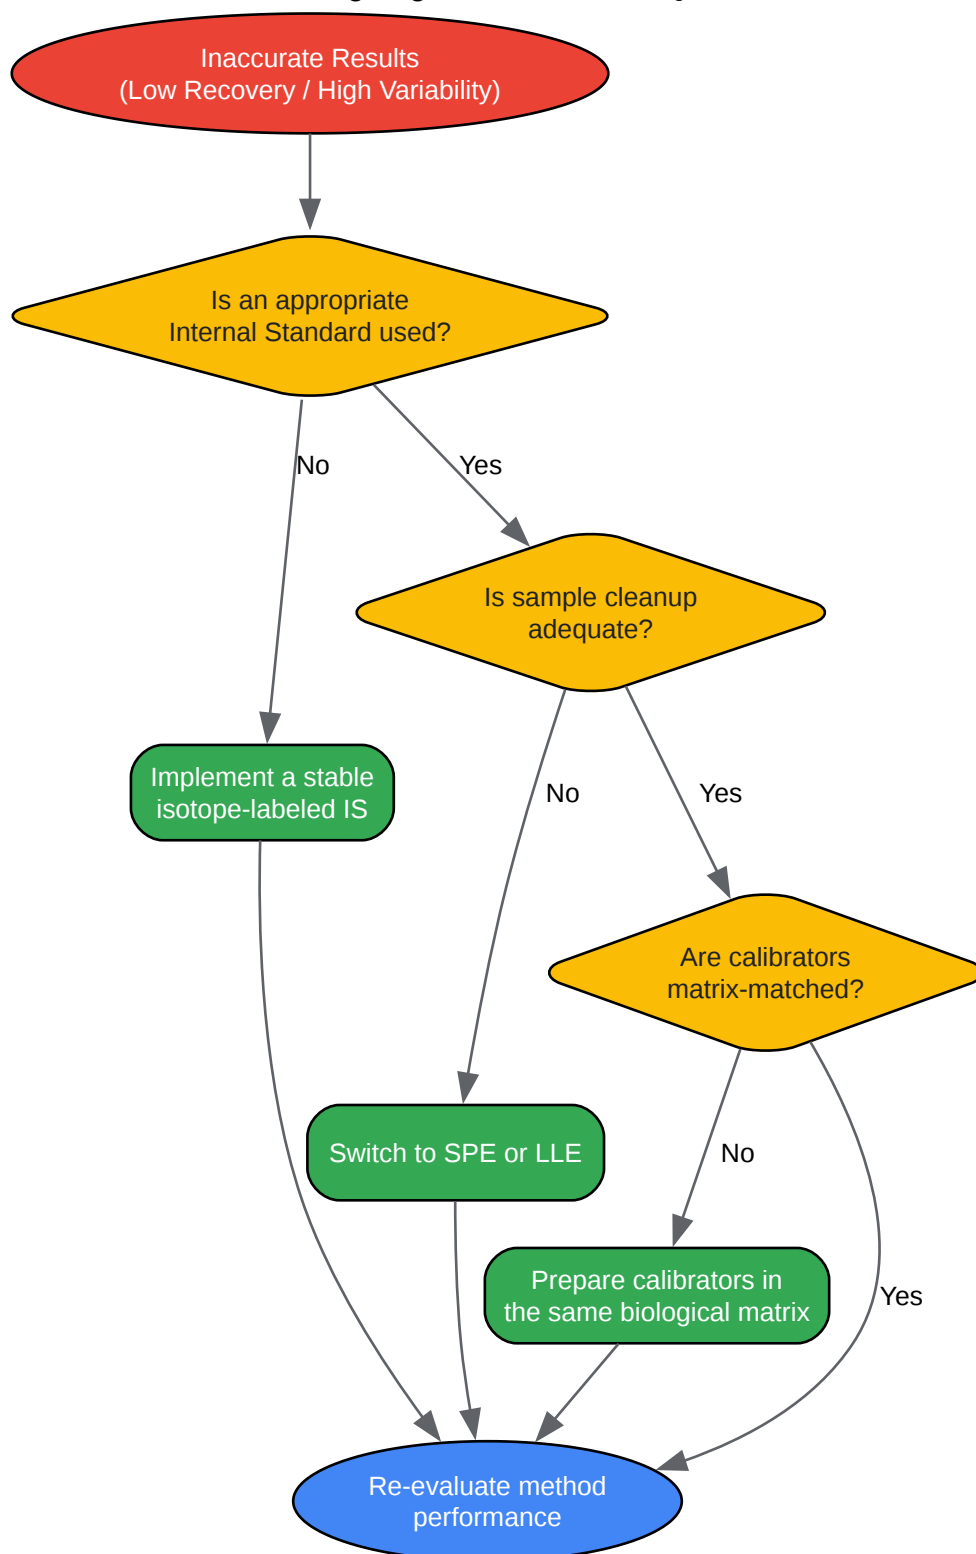 Inaccurate Results
(Low Recovery / High Variability)
Is an appropriate
Internal Standard used?
No
Yes
Is sample cleanup
adequate?
Implement a stable
isotope-labeled IS
No
Yes
Are calibrators
matrix-matched?
Switch to SPE or LLE
No
Prepare calibrators in
the same biological matrix
Yes
Re-evaluate method
performance